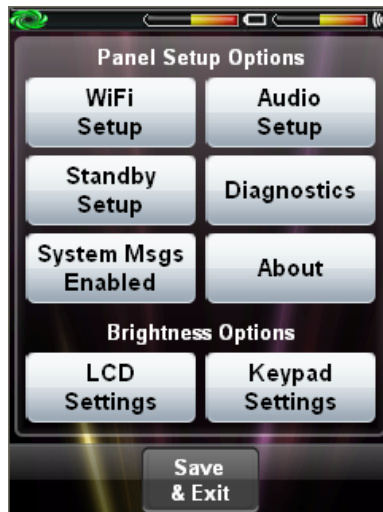 Panel Setup Options
WiFi
Setup
Audio
Setup
Standby
Setup
Diagnostics
System Msgs
Enabled
About
Brightness Options
LCD
Settings
Keypad
Settings
Save
& Exit